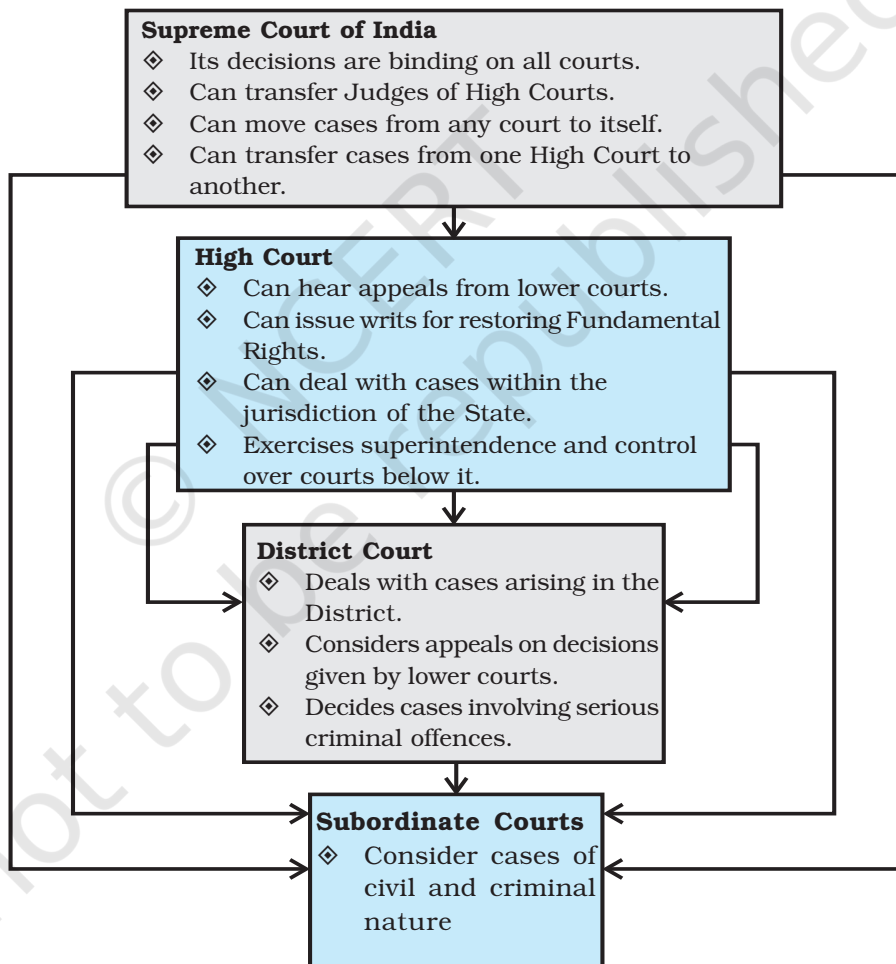 Supreme Court of India
◈ Its decisions are binding on all courts.
◈ Can transfer Judges of High Courts.
◈ Can move cases from any court to itself.
◈ Can transfer cases from one High Court to
another.
High Court
◈ Can hear appeals from lower courts.
◈ Can issue writs for restoring Fundamental
Rights.
◈ Can deal with cases within the
jurisdiction of the State.
◈ Exercises superintendence and control
over courts below it.
District Court
◈ Deals with cases arising in the
District.
◈ Considers appeals on decisions
given by lower courts.
◈ Decides cases involving serious
criminal offences.
Subordinate Courts
◈ Consider cases of
civil and criminal
nature
© NCERT
not to be republished